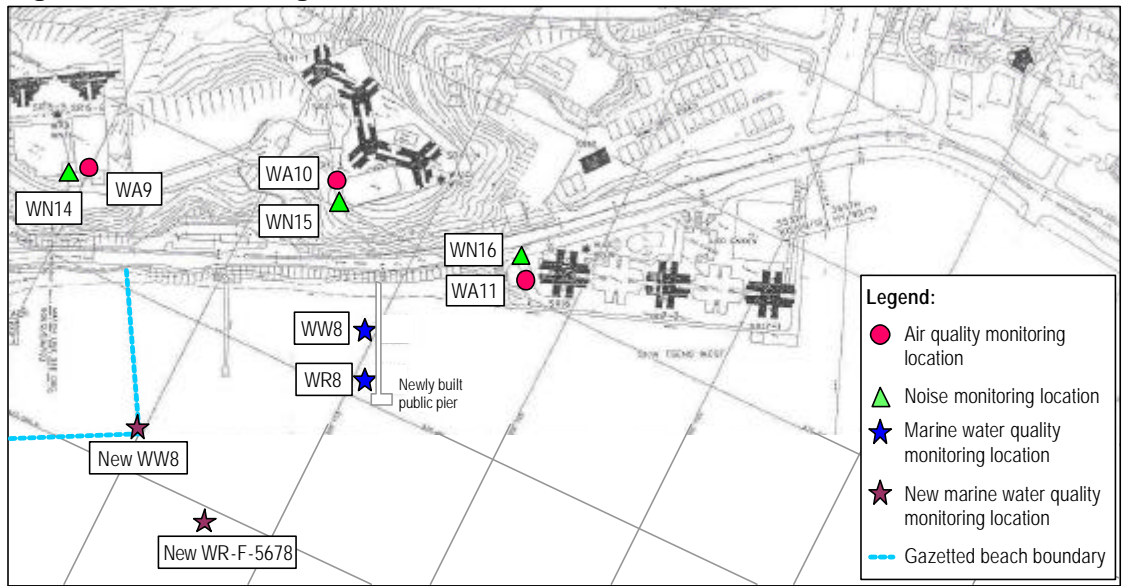 WA9
WN14
WA10
WN15
WN16
WA11
WW8
WR8
Newly built
public pier
New WW8
New WR-F-5678
Legend:
Air quality monitoring
location
Noise monitoring location
Marine water quality
monitoring location
New marine water quality
monitoring location
Gazetted beach boundary